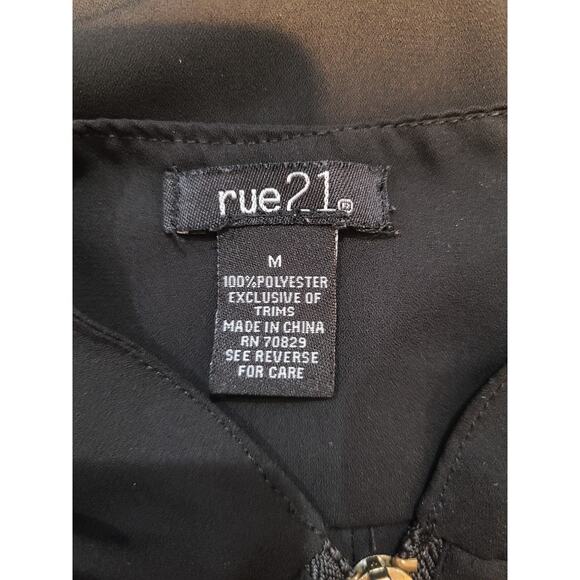 rue21®
M
100%POLYESTER
EXCLUSIVE OF
TRIMS
MADE IN CHINA
RN 70829
SEE REVERSE
FOR CARE